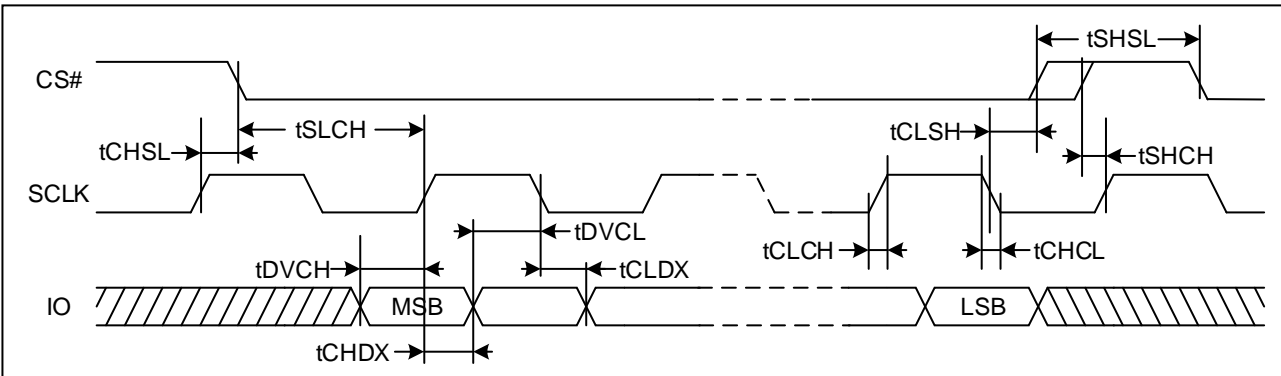 tSHSL
CS#
tSLCH
tCLSH
tCHSL
tSHCH
SCLK
tDVCL
tDVCH
tCLDX
tCLCH
tCHCL
IO
MSB
LSB
tCHDX